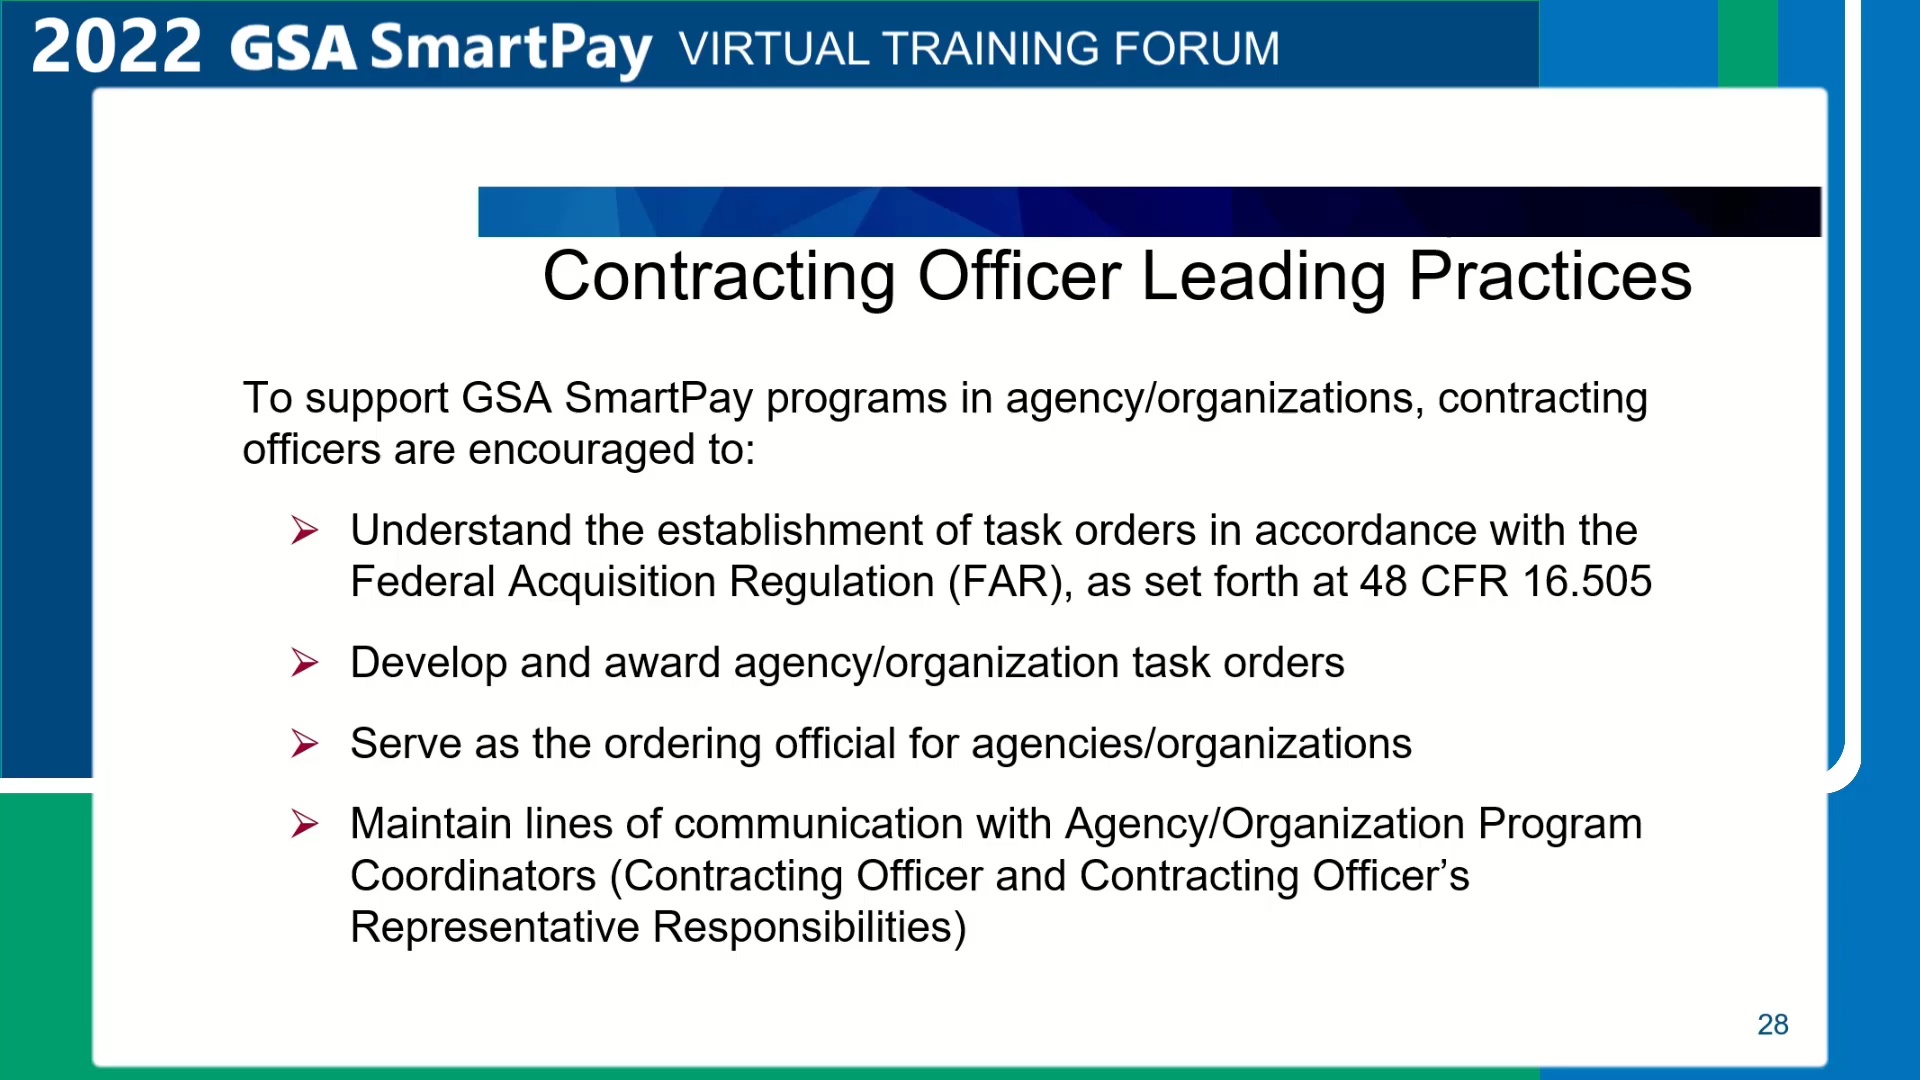 2022 GSA SmartPay VIRTUAL TRAINING FORUM
Contracting Officer Leading Practices
To support GSA SmartPay programs in agency/organizations, contracting
officers are encouraged to:
Understand the establishment of task orders in accordance with the
Federal Acquisition Regulation (FAR), as set forth at 48 CFR 16.505
Develop and award agency/organization task orders
Serve as the ordering official for agencies/organizations
Maintain lines of communication with Agency/Organization Program
Coordinators (Contracting Officer and Contracting Officer’s
Representative Responsibilities)
28